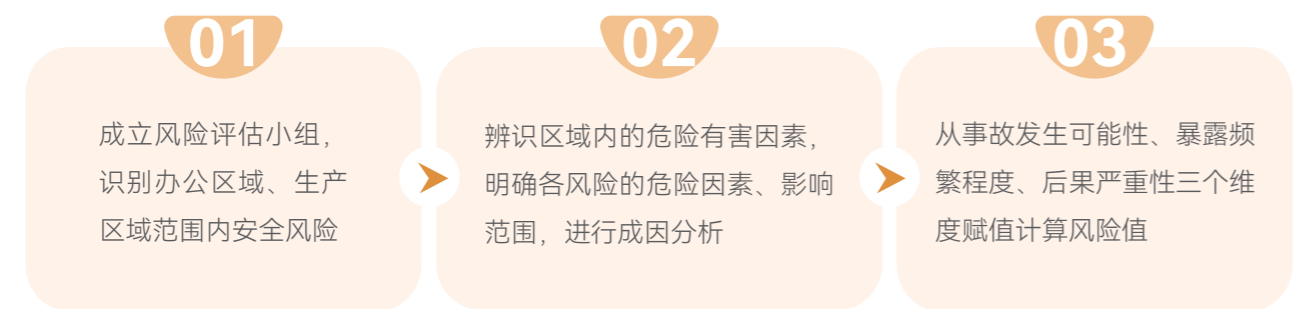 01
成立风险评估小组，
识别办公区域、生产
区域范围内安全风险
02
辨识区域内的危险有害因素，
明确各风险的危险因素、影响
范围，进行成因分析
03
从事故发生可能性、暴露频
繁程度、后果严重性三个维
度赋值计算风险值